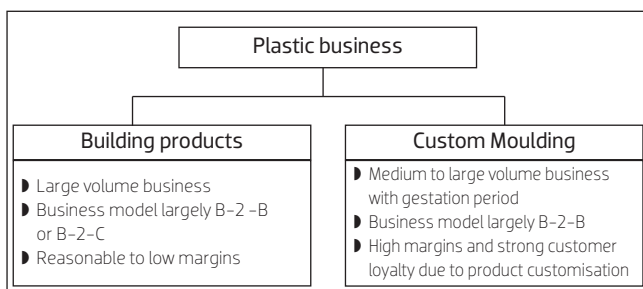 Plastic business
Building products
◗ Large volume business
◗ Business model largely B-2 -B
or B-2-C
◗ Reasonable to low margins
Custom Moulding
◗ Medium to large volume business
with gestation period
◗ Business model largely B-2-B
◗ High margins and strong customer
loyalty due to product customisation